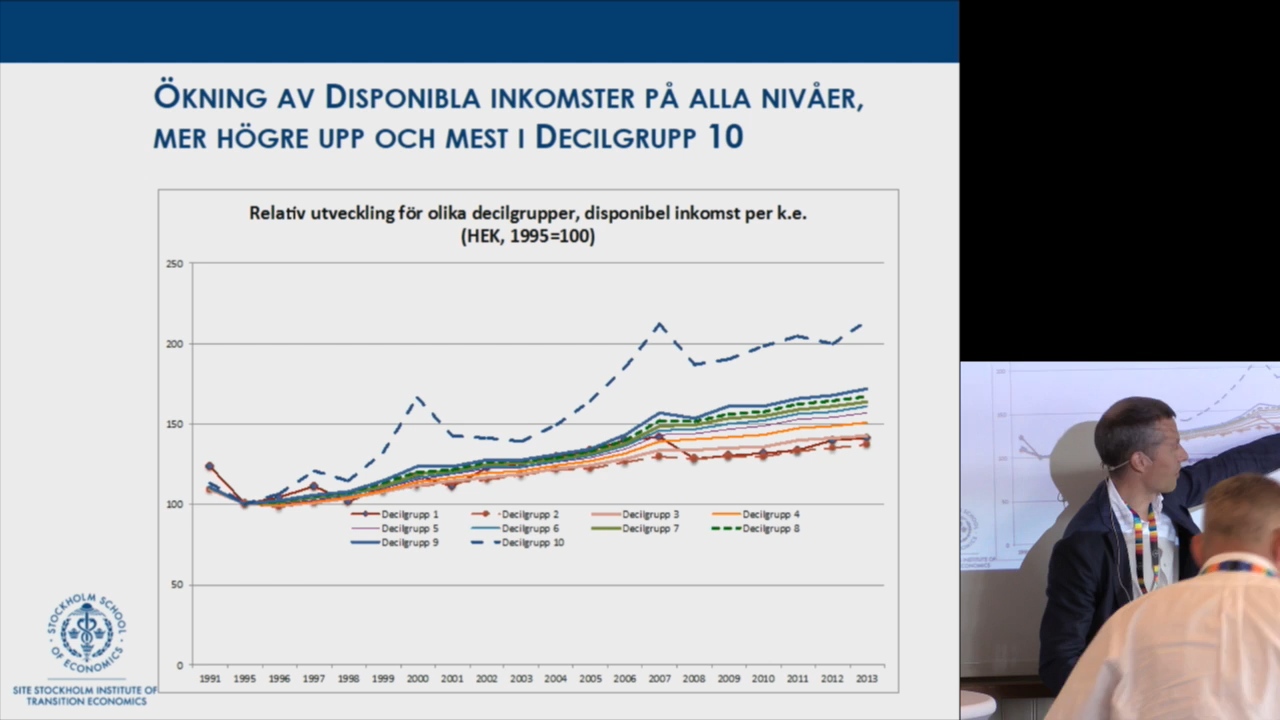 ÖKNING AV DISPONIBLA INKOMSTER PÅ ALLA NIVÅER,
MER HÖGRE UPP OCH MEST I DECILGRUPP 10
Relativ utveckling för olika decilgrupper, disponibel inkomst per k.e.
(HEK, 1995=100)
250
200
150
100
50
0
Decilgrupp 1 Decilgrupp 2 Decilgrupp 3 Decilgrupp 4
Decilgrupp 5 Decilgrupp 6 Decilgrupp 7 Decilgrupp 8
Decilgrupp 9 Decilgrupp 10
1991 1995 1996 1997 1998 1999 2000 2001 2002 2003 2004 2005 2006 2007 2008 2009 2010 2011 2012 2013
STOCKHOLM SCHOOL
OF ECONOMICS
SITE STOCKHOLM INSTITUTE OF
TRANSITION ECONOMICS